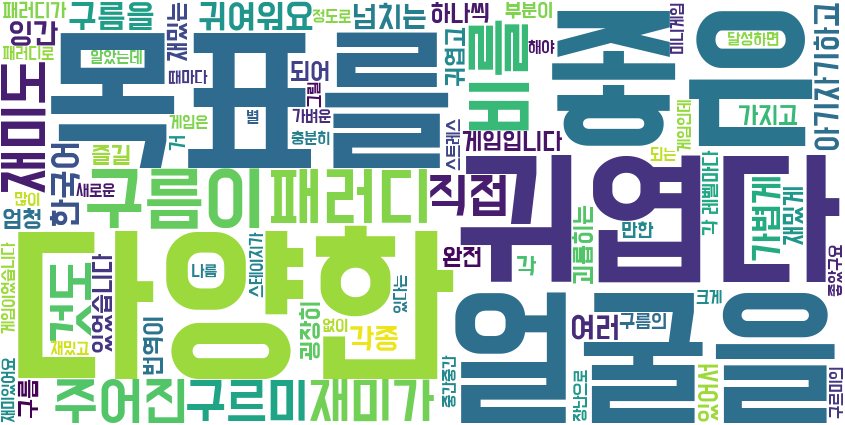 패러디가
구름을
귀여워요
정도로
넘치는
하나씩
부분이
좋은
미니게임
달성하면
잉간
재밌는
패러디로
알았는데
목표를
를
비
귀엽고
해야
아기자기하고
재미도
때마다
되어
그릴
가벼운
별
게임은
거
충분히
스트레스
게임입니다
게임인데
가지고
즐길
한국어
새로운
많이
엄청
구름이
패러디
직접
귀엽다
되는
만한
각 레벨마다
가볍게
재밌게
좋았구요
괴롭히는
완전
각
다양한
것도
있었습니다
나름
스테이지가
게임이었습니다
재밌고
번역이
굉장히
없이
각종
있다는
얼굴을
여러
구름의
크게
중간중간
장난으로
있어서
구르미의
재미있어요
구름
주어진
구르미
재미가